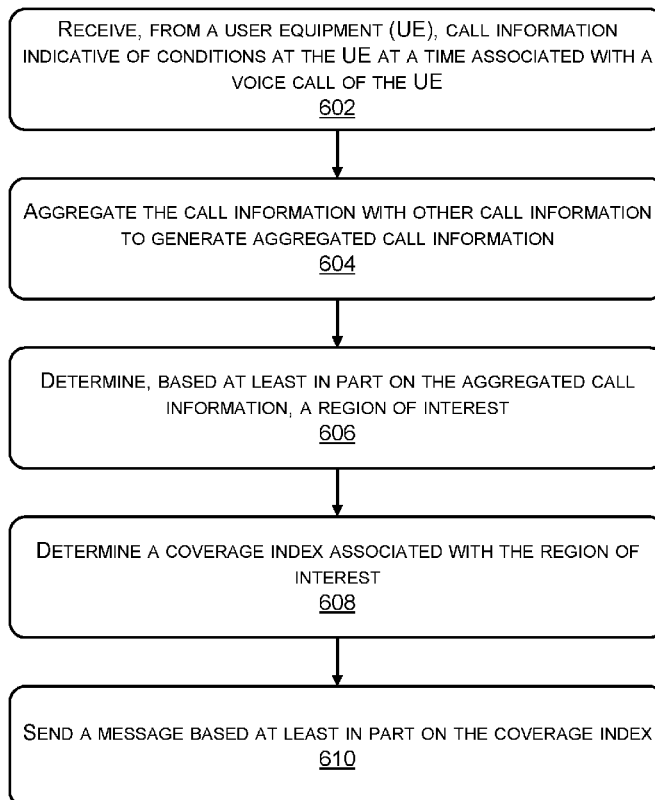 RECEIVE, FROM A USER EQUIPMENT (UE), CALL INFORMATION
INDICATIVE OF CONDITIONS AT THE UE AT A TIME ASSOCIATED WITH A
VOICE CALL OF THE UE
602
AGGREGATE THE CALL INFORMATION WITH OTHER CALL INFORMATION
TO GENERATE AGGREGATED CALL INFORMATION
604
DETERMINE, BASED AT LEAST IN PART ON THE AGGREGATED CALL
INFORMATION, A REGION OF INTEREST
606
DETERMINE A COVERAGE INDEX ASSOCIATED WITH THE REGION OF
INTEREST
608
SEND A MESSAGE BASED AT LEAST IN PART ON THE COVERAGE INDEX
610